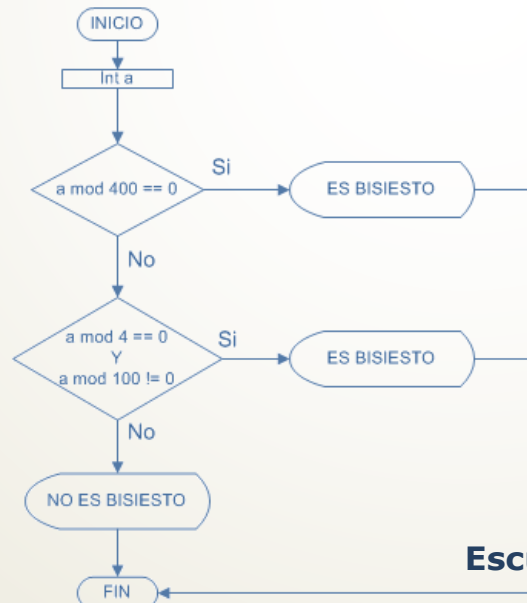 INICIO
Int a
a mod 400 == 0
Si
ES BISIESTO
No
a mod 4 == 0
Y
a mod 100 != 0
Si
ES BISIESTO
No
NO ES BISIESTO
FIN